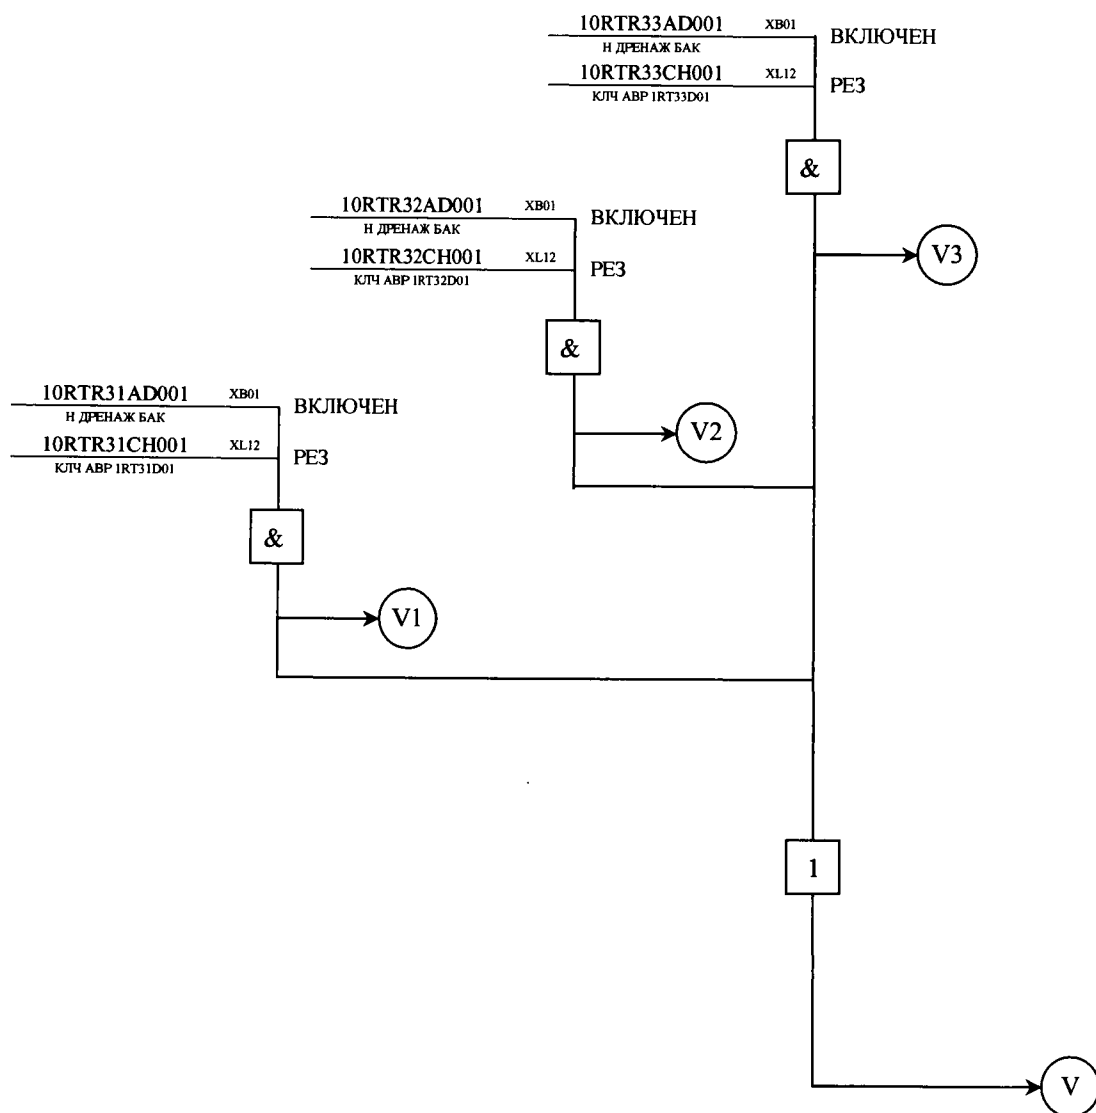 10RTR33AD001 XB01 ВКЛЮЧЕН
Н ДРЕНАЖ БАК
10RTR33CH001 XL12 РЕЗ
КЛЧ АВР 1RT33D01
&
10RTR32AD001 XB01 ВКЛЮЧЕН
Н ДРЕНАЖ БАК
V3
10RTR32CH001 XL12 РЕЗ
КЛЧ АВР 1RT32D01
&
10RTR31AD001 XB01 ВКЛЮЧЕН
Н ДРЕНАЖ БАК
V2
10RTR31CH001 XL12 РЕЗ
КЛЧ АВР 1RT31D01
&
V1
1
V